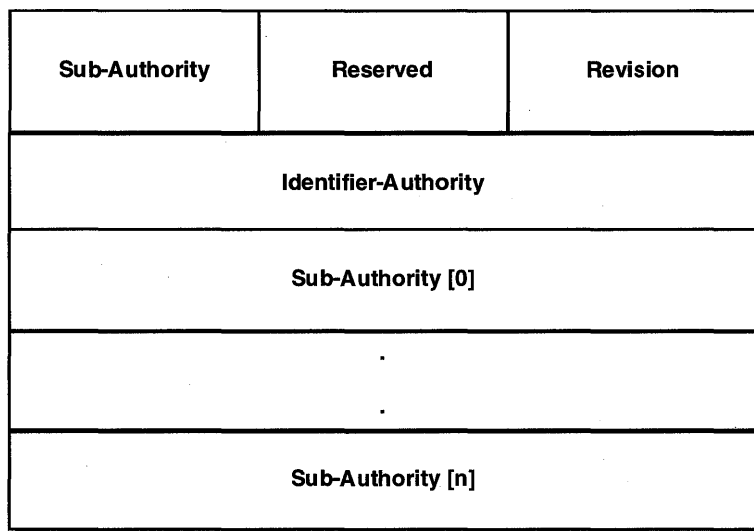 Sub-Authority Reserved Revision
Identifier-Authority
Sub-Authority [0]
.
.
Sub-Authority [n]